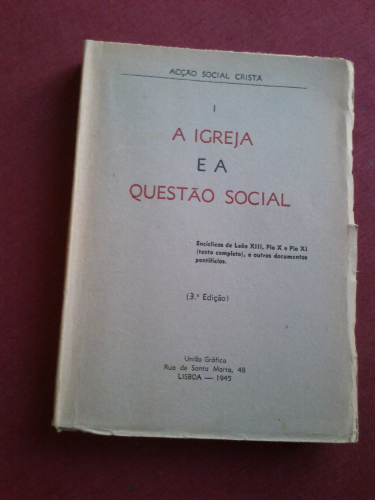 ACÇÃO SOCIAL CRISTÃ
I
A IGREJA
E A
QUESTÃO SOCIAL
Encíclicas de Leão XIII, Pio X e Pio XI
(texto completo), e outros documentos
pontifícios.
(3.ª Edição)
União Gráfica
Rua de Santa Marta, 48
LISBOA — 1945